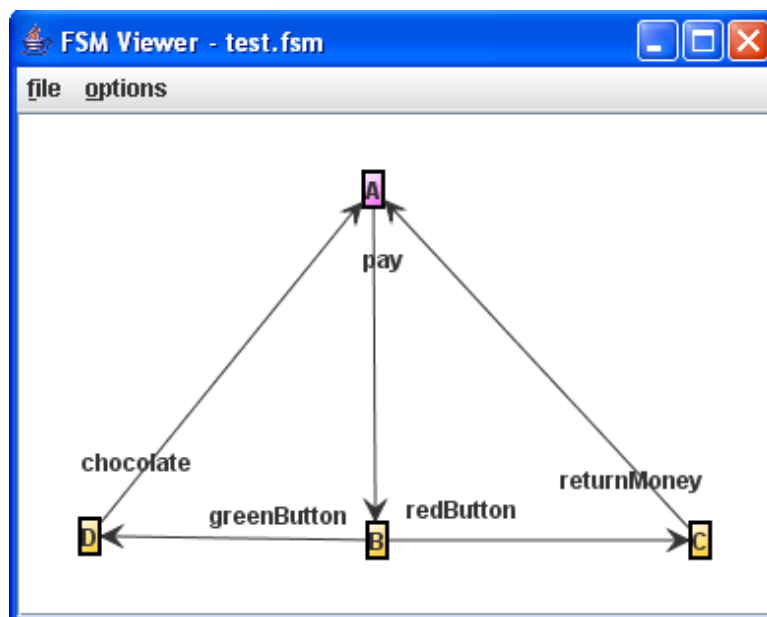 FSM Viewer - test.fsm
file options
A
pay
chocolate
returnMoney
greenButton redButton
D B C